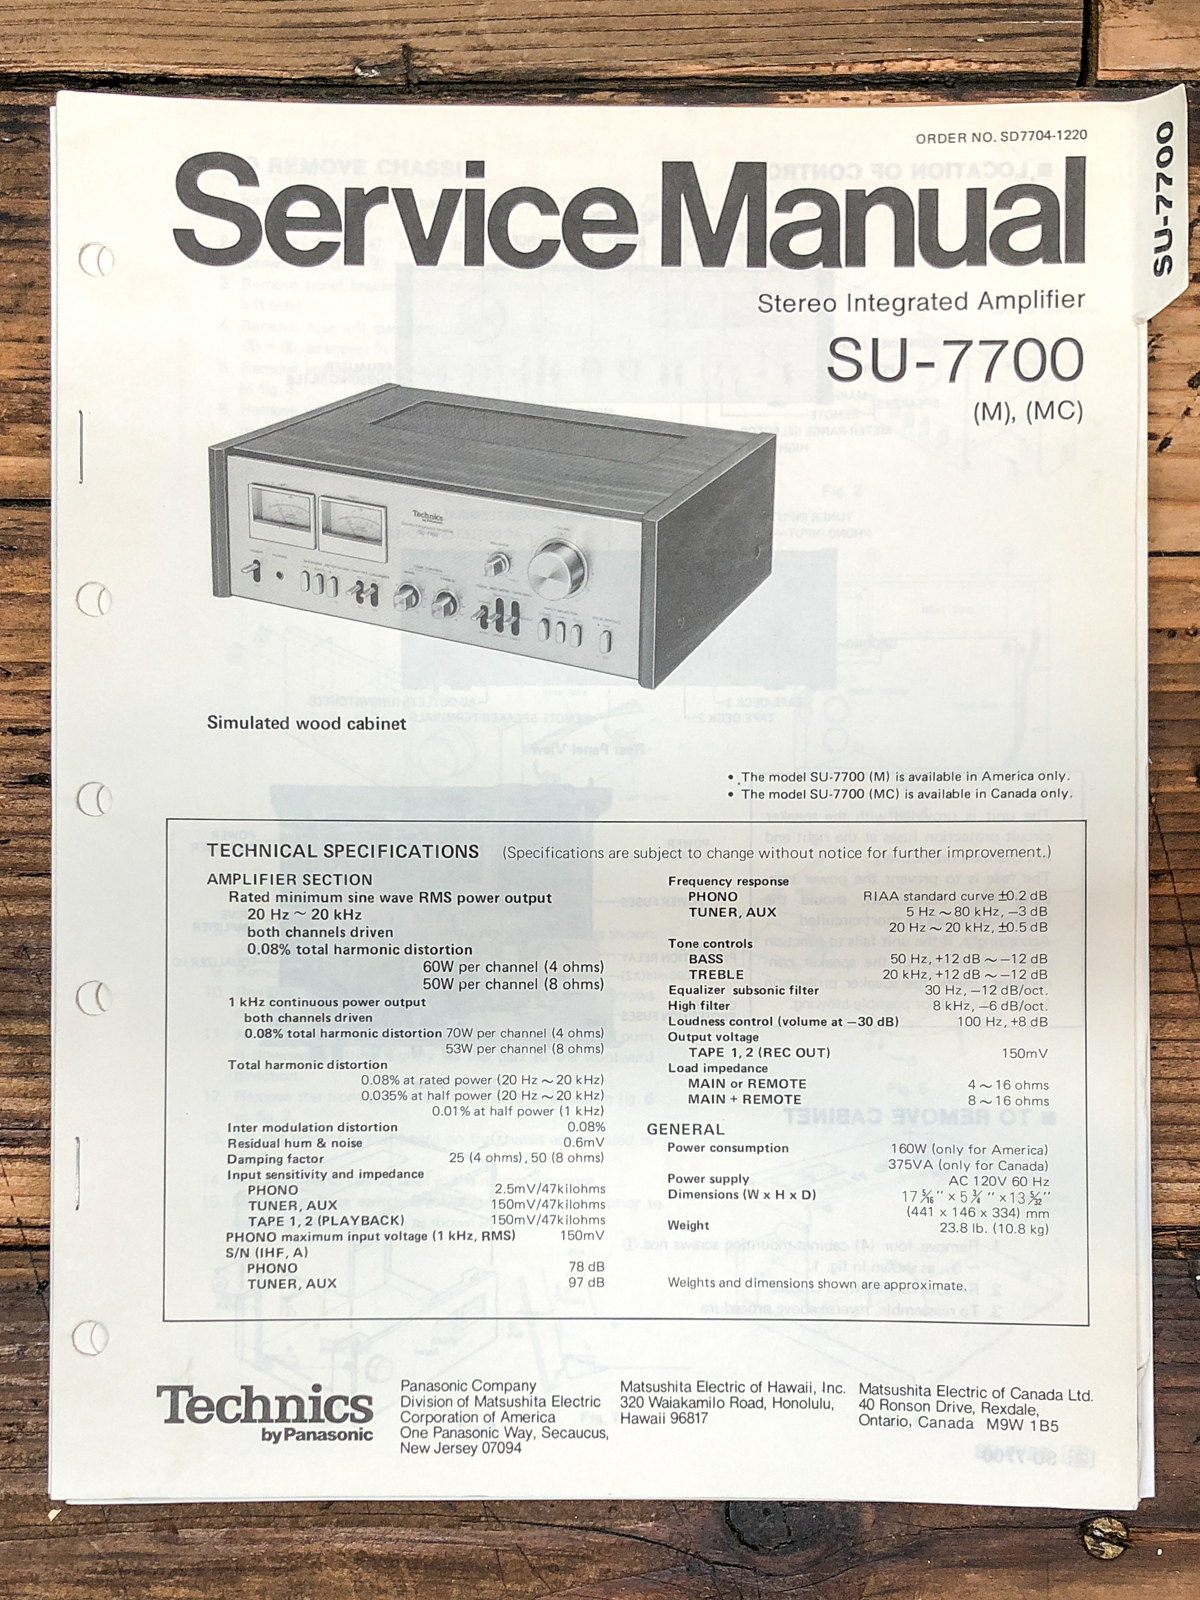 ORDER NO. SD7704-1220
SU-7700
Service Manual
Stereo Integrated Amplifier
SU-7700
(M), (MC)
Technics
Simulated wood cabinet
• The model SU-7700 (M) is available in America only.
• The model SU-7700 (MC) is available in Canada only.
TECHNICAL SPECIFICATIONS (Specifications are subject to change without notice for further improvement.)
AMPLIFIER SECTION
Rated minimum sine wave RMS power output
20 Hz ~ 20 kHz
both channels driven
0.08% total harmonic distortion
60W per channel (4 ohms)
50W per channel (8 ohms)
1 kHz continuous power output
both channels driven
0.08% total harmonic distortion 70W per channel (4 ohms)
53W per channel (8 ohms)
Total harmonic distortion
0.08% at rated power (20 Hz ~ 20 kHz)
0.035% at half power (20 Hz ~ 20 kHz)
0.01% at half power (1 kHz)
Inter modulation distortion 0.08%
Residual hum & noise 0.6mV
Damping factor 25 (4 ohms), 50 (8 ohms)
Input sensitivity and impedance
PHONO 2.5mV/47kilohms
TUNER, AUX 150mV/47kilohms
TAPE 1, 2 (PLAYBACK) 150mV/47kilohms
PHONO maximum input voltage (1 kHz, RMS) 150mV
S/N (IHF, A)
PHONO 78 dB
TUNER, AUX 97 dB
Frequency response
PHONO RIAA standard curve ±0.2 dB
TUNER, AUX 5 Hz ~ 80 kHz, −3 dB
20 Hz ~ 20 kHz, ±0.5 dB
Tone controls
BASS 50 Hz, +12 dB ~ −12 dB
TREBLE 20 kHz, +12 dB ~ −12 dB
Equalizer subsonic filter 30 Hz, −12 dB/oct.
High filter 8 kHz, −6 dB/oct.
Loudness control (volume at −30 dB) 100 Hz, +8 dB
Output voltage
TAPE 1, 2 (REC OUT) 150mV
Load impedance
MAIN or REMOTE 4 ~ 16 ohms
MAIN + REMOTE 8 ~ 16 ohms
GENERAL
Power consumption 160W (only for America)
375VA (only for Canada)
Power supply AC 120V 60 Hz
Dimensions (W x H x D) 17 5/16" x 5 3/4" x 13 5/32"
(441 x 146 x 334) mm
Weight 23.8 lb. (10.8 kg)
Weights and dimensions shown are approximate.
Technics
by Panasonic
Panasonic Company
Division of Matsushita Electric
Corporation of America
One Panasonic Way, Secaucus,
New Jersey 07094
Matsushita Electric of Hawaii, Inc.
320 Waiakamilo Road, Honolulu,
Hawaii 96817
Matsushita Electric of Canada Ltd.
40 Ronson Drive, Rexdale,
Ontario, Canada M9W 1B5